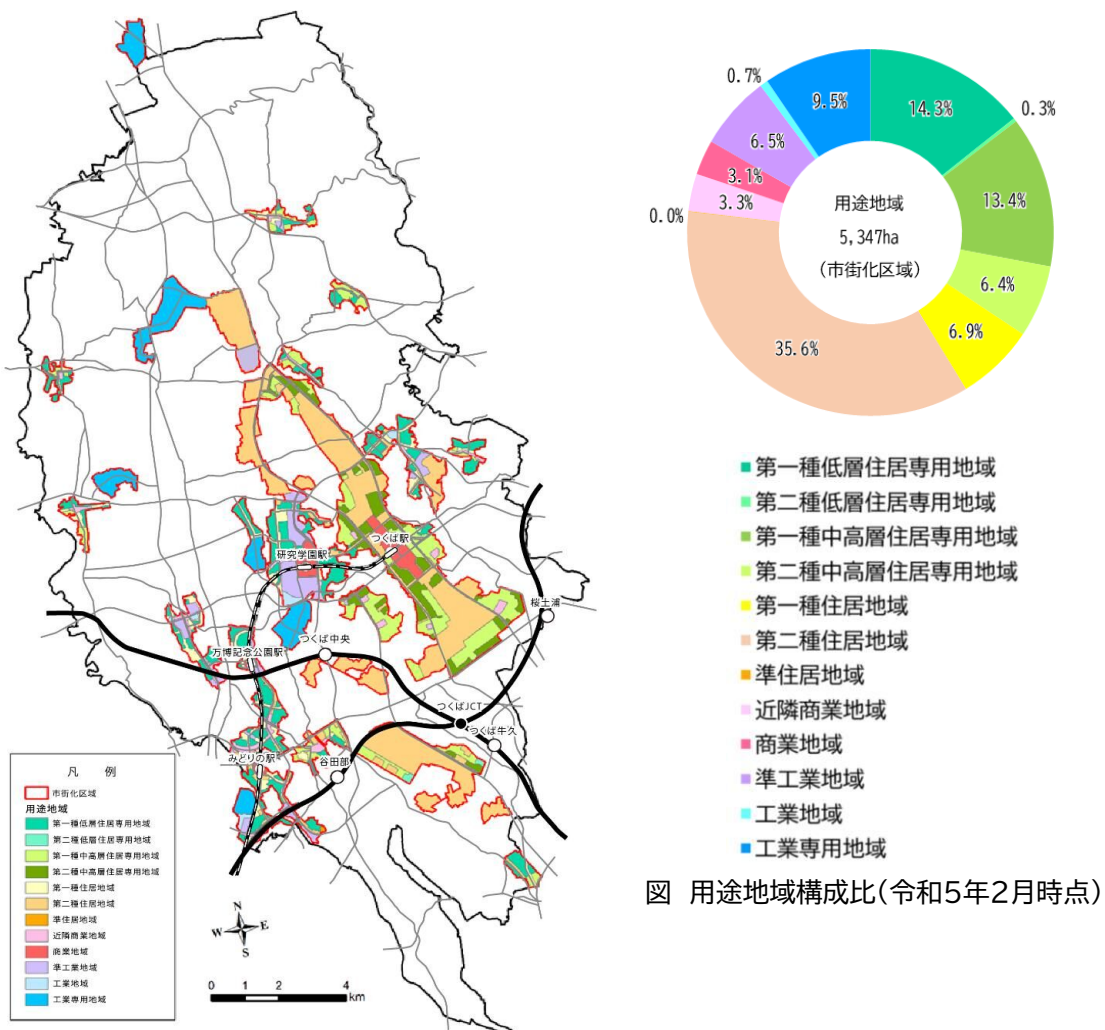 研究学園駅
つくば駅
万博記念公園駅
つくば中央
桜土浦
つくばJCT
つくば牛久
みどりの駅
谷田部
凡 例
市街化区域
用途地域
第一種低層住居専用地域
第二種低層住居専用地域
第一種中高層住居専用地域
第二種中高層住居専用地域
第一種住居地域
第二種住居地域
準住居地域
近隣商業地域
商業地域
準工業地域
工業地域
工業専用地域
N
W E
S
0 1 2 4
km
14.3%
0.3%
13.4%
6.4%
6.9%
35.6%
0.0%
3.3%
3.1%
6.5%
0.7%
9.5%
用途地域
5,347ha
(市街化区域)
第一種低層住居専用地域
第二種低層住居専用地域
第一種中高層住居専用地域
第二種中高層住居専用地域
第一種住居地域
第二種住居地域
準住居地域
近隣商業地域
商業地域
準工業地域
工業地域
工業専用地域
図 用途地域構成比(令和5年2月時点)